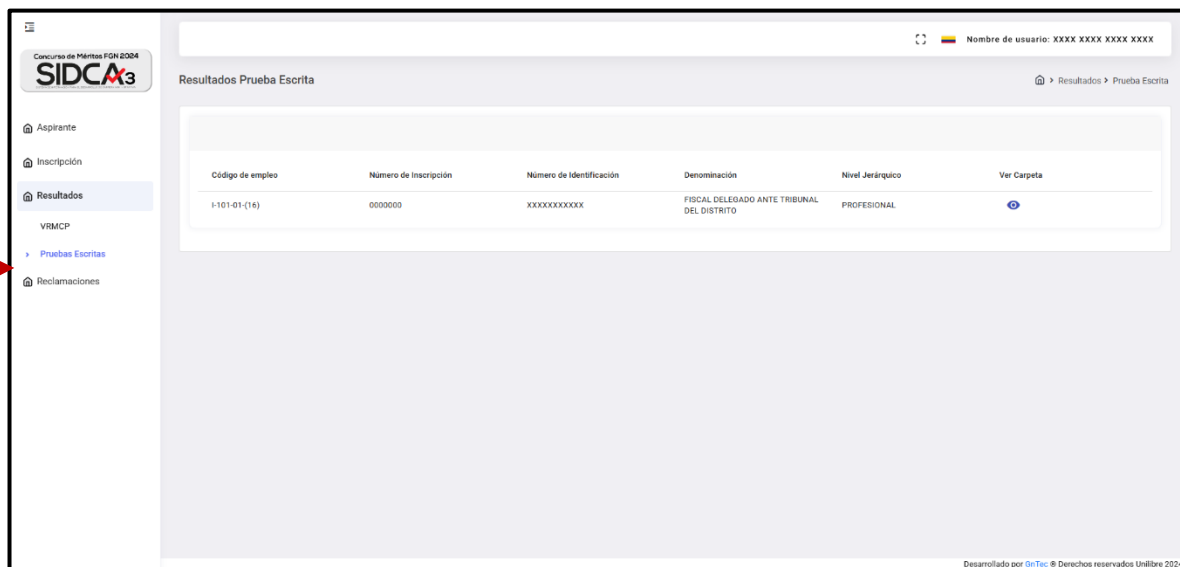 Concurso de Méritos FGN 2024
SIDCA3
Aspirante
Inscripción
Resultados
VRMCP
Pruebas Escritas
Reclamaciones
Nombre de usuario: XXXX XXXX XXXX XXXX
Resultados Prueba Escrita
Resultados > Prueba Escrita
Código de empleo Número de Inscripción Número de Identificación Denominación Nivel Jerárquico Ver Carpeta
I-101-01-(16) 0000000 XXXXXXXXXXX FISCAL DELEGADO ANTE TRIBUNAL PROFESIONAL
DEL DISTRITO
Desarrollado por GnTec ® Derechos reservados Unilibre 2024